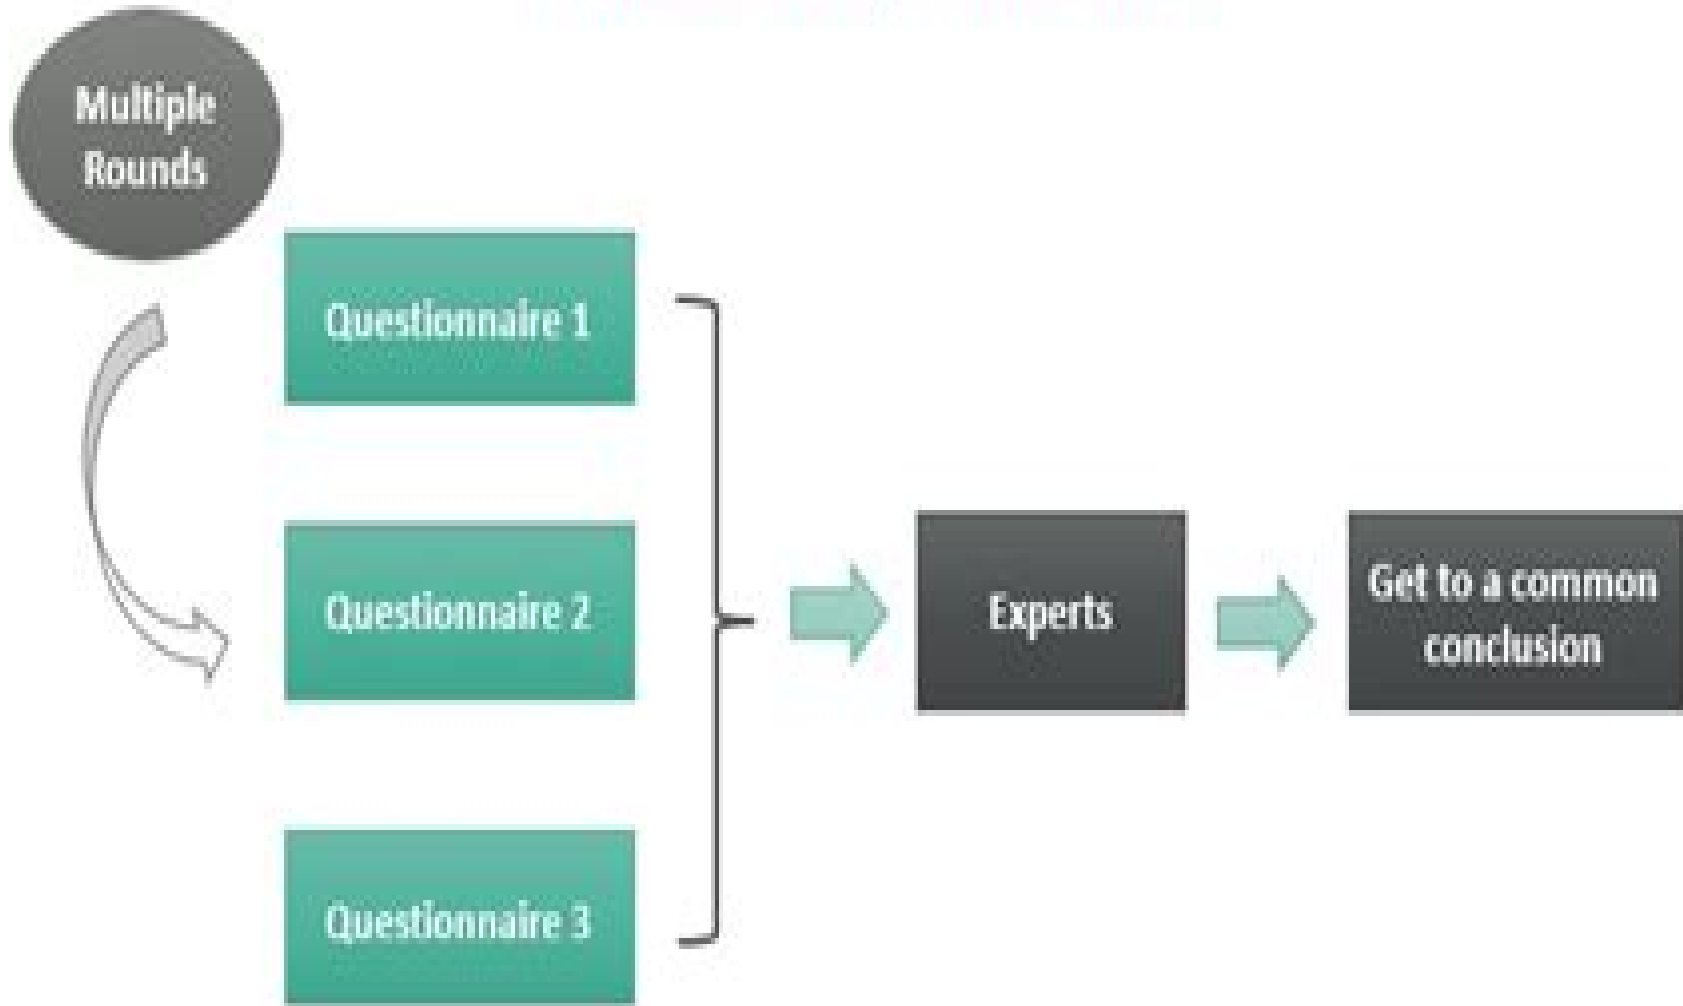 Multiple
Rounds
Questionnaire 1
Questionnaire 2
Questionnaire 3
Experts
Get to a common
conclusion